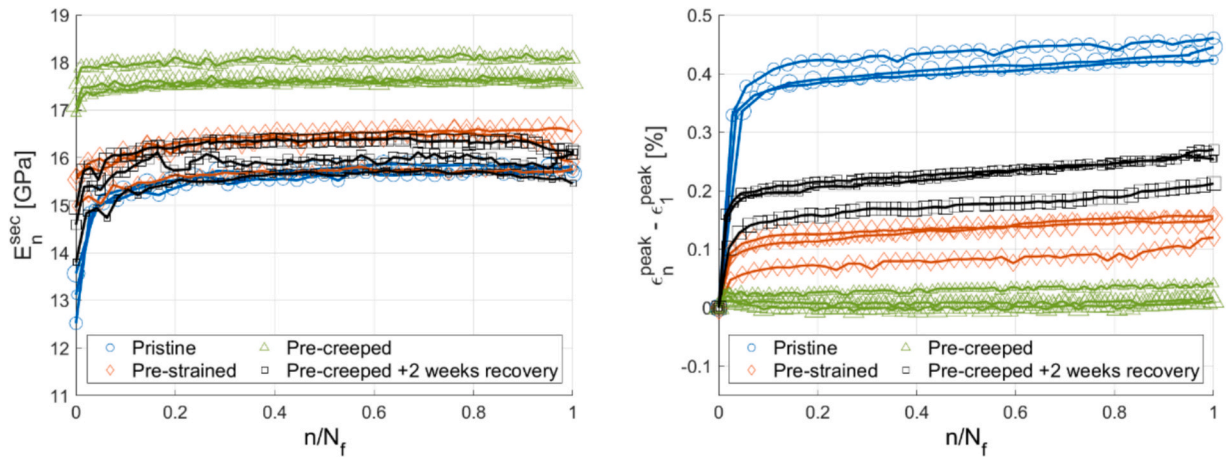 19
18
17
16
15
14
13
12
11
E_n^sec [GPa]
0 0.2 0.4 0.6 0.8 1
n/N_f
Pristine
Pre-strained
Pre-creeped
Pre-creeped +2 weeks recovery
0.5
0.4
0.3
0.2
0.1
0
-0.1
ϵ_n^peak - ϵ_1^peak [%]
0 0.2 0.4 0.6 0.8 1
n/N_f
Pristine
Pre-strained
Pre-creeped
Pre-creeped +2 weeks recovery